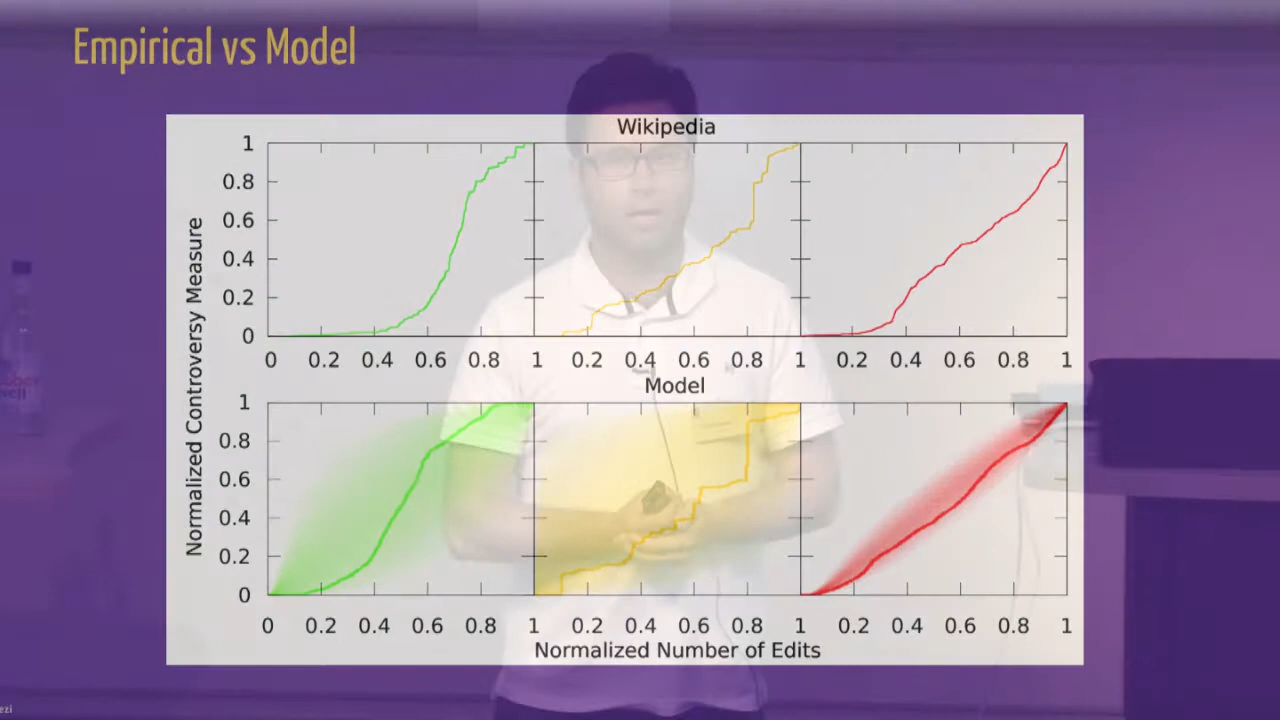 Empirical vs Model
Wikipedia
Normalized Controversy Measure
1
0.8
0.6
0.4
0.2
0
0 0.2 0.4 0.6 0.8 1 0.2 0.4 0.6 0.8 1 0.2 0.4 0.6 0.8 1
Model
1
0.8
0.6
0.4
0.2
0
0 0.2 0.4 0.6 0.8 1 0.2 0.4 0.6 0.8 1 0.2 0.4 0.6 0.8 1
Normalized Number of Edits
ezi